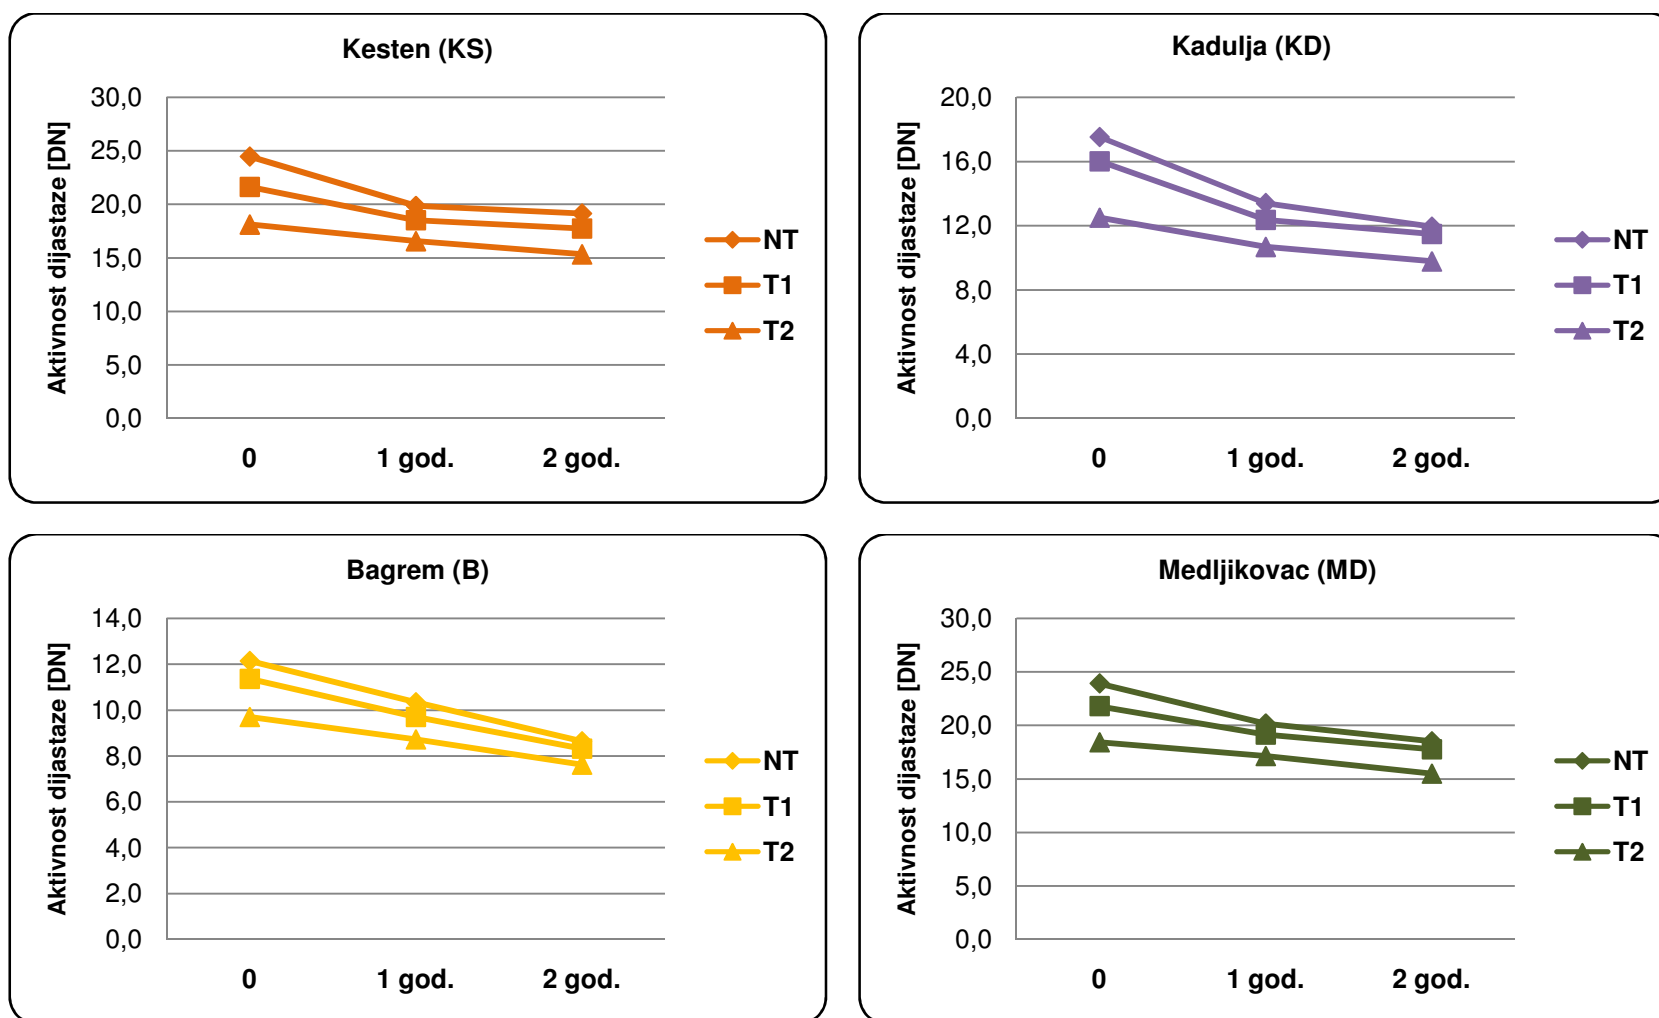 Kesten (KS)
Aktivnost dijastaze [DN]
30,0
25,0
20,0
15,0
10,0
5,0
0,0
0
1 god.
2 god.
NT
T1
T2
Kadulja (KD)
Aktivnost dijastaze [DN]
20,0
16,0
12,0
8,0
4,0
0,0
0
1 god.
2 god.
NT
T1
T2
Bagrem (B)
Aktivnost dijastaze [DN]
14,0
12,0
10,0
8,0
6,0
4,0
2,0
0,0
0
1 god.
2 god.
NT
T1
T2
Medljikovac (MD)
Aktivnost dijastaze [DN]
30,0
25,0
20,0
15,0
10,0
5,0
0,0
0
1 god.
2 god.
NT
T1
T2